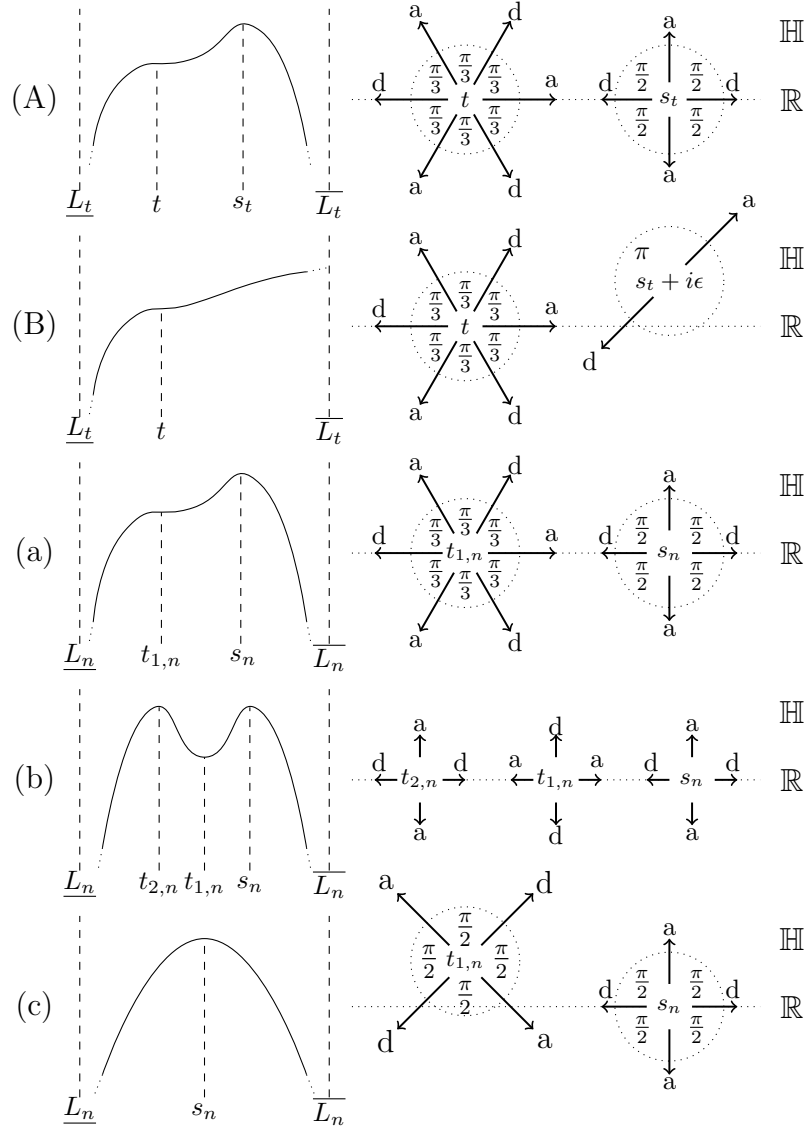 a d ℍ
d π/3 π/3 π/3 a a π/2 π/2
(A) d t a d s_t d ℝ
π/3 π/3 π/3 π/2 π/2
a d a
L_t t s_t L_t
a
a d π ℍ
π/3 π/3 π/3 s_t + iϵ
(B) d t a ℝ
π/3 π/3 π/3 d
a d
L_t t L_t
a d a ℍ
π/3 π/3 π/3 π/2 π/2
(a) d t_{1,n} a d s_n d ℝ
π/3 π/3 π/3 π/2 π/2
a d a
L_n t_{1,n} s_n L_n
a d a ℍ
(b) d t_{2,n} d a t_{1,n} a d s_n d ℝ
a d a
L_n t_{2,n} t_{1,n} s_n L_n
a d
π/2 a ℍ
π/2 t_{1,n} π/2 π/2 π/2
(c) π/2 d s_n d ℝ
d a π/2 π/2
a
L_n s_n L_n